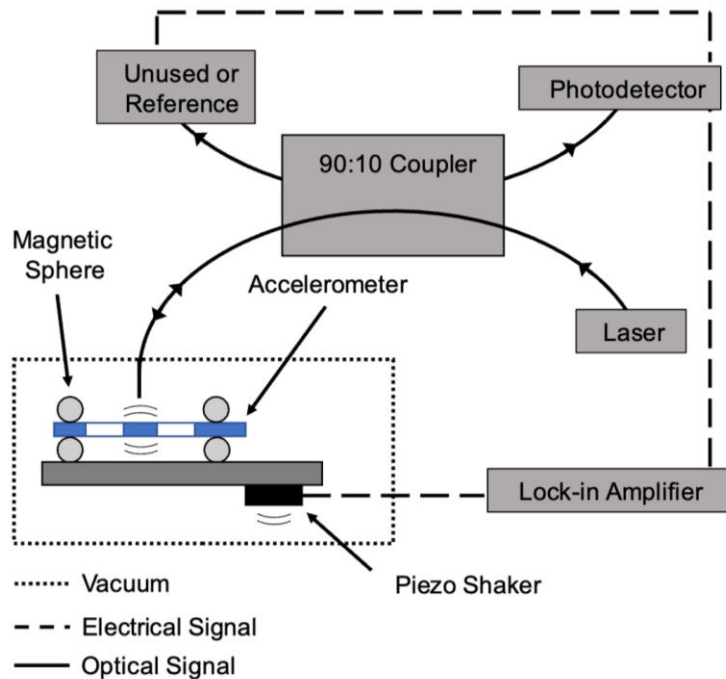 Unused or
Reference
Photodetector
90:10 Coupler
Magnetic
Sphere
Accelerometer
Laser
Lock-in Amplifier
Piezo Shaker
Vacuum
Electrical Signal
Optical Signal